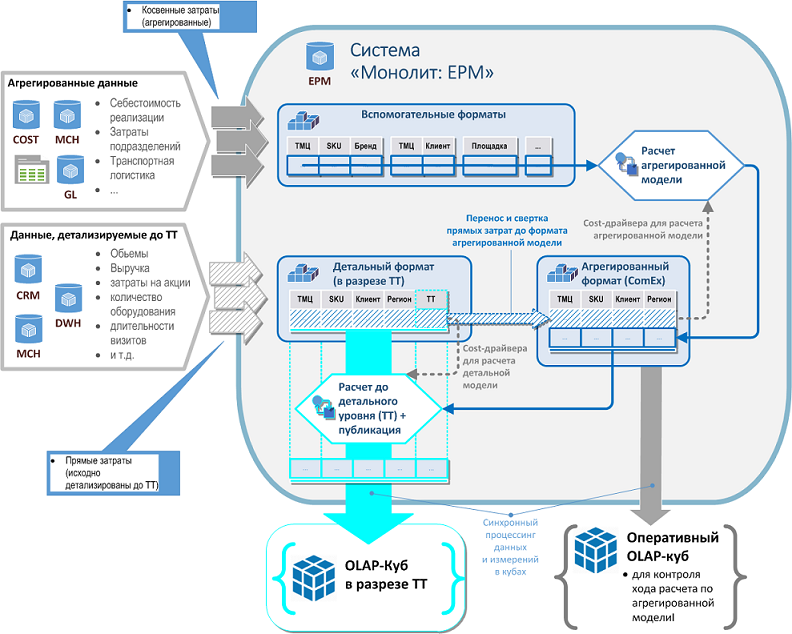 Косвенные затраты
(агрегированные)
Система
«Монолит: EPM»
EPM
Агрегированные данные
COST
MCH
GL
Себестоимость
реализации
Затраты
подразделений
Транспортная
логистика
...
Вспомогательные форматы
ТМЦ SKU Бренд ТМЦ Клиент Площадка ...
Расчет
агрегированной
модели
Данные, детализируемые до ТТ
CRM
DWH
MCH
Обьемы
Выручка
затраты на акции
количество
оборудования
длительности
визитов
и т.д.
Перенос и свертка
прямых затрат до формата
агрегированной модели
Cost-драйвера для расчета
агрегированной модели
Детальный формат
(в разрезе ТТ)
ТМЦ SKU Клиент Регион ТТ
Агрегированный
формат (ComEx)
ТМЦ SKU Клиент Регион
... ... ... ...
Cost-драйвера
для расчета
детальной
модели
Расчет до
детального
уровня (ТТ) +
публикация
... ... ... ... ...
Прямые затраты
(исходно
детализированы до ТТ)
Синхронный
процессинг
данных
и измерений
в кубах
OLAP-Куб
в разрезе ТТ
Оперативный
OLAP-куб
для контроля
хода расчета по
агрегированной
моделиl